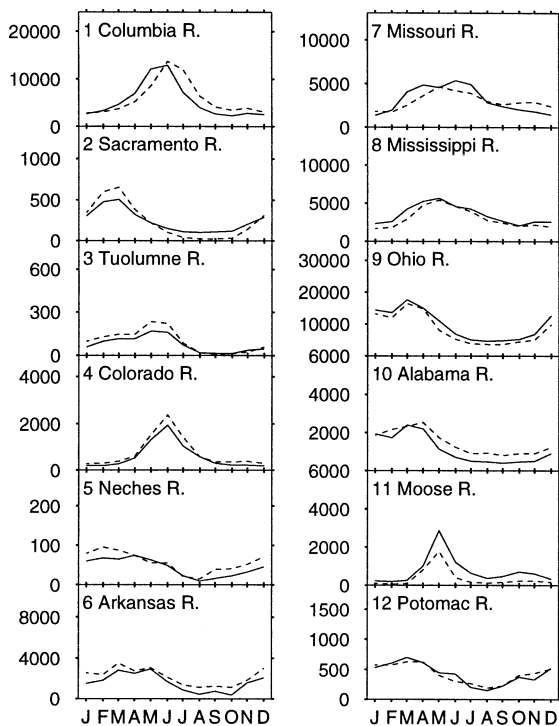 1 Columbia R.
20000
10000
0
2 Sacramento R.
1000
500
0
3 Tuolumne R.
600
300
0
4 Colorado R.
4000
2000
0
5 Neches R.
200
100
0
6 Arkansas R.
8000
4000
0
J F M A M J J A S O N D
7 Missouri R.
10000
5000
0
8 Mississippi R.
10000
5000
0
9 Ohio R.
30000
20000
10000
6000
10 Alabama R.
4000
2000
6000
11 Moose R.
4000
2000
0
12 Potomac R.
1500
1000
500
0
J F M A M J J A S O N D